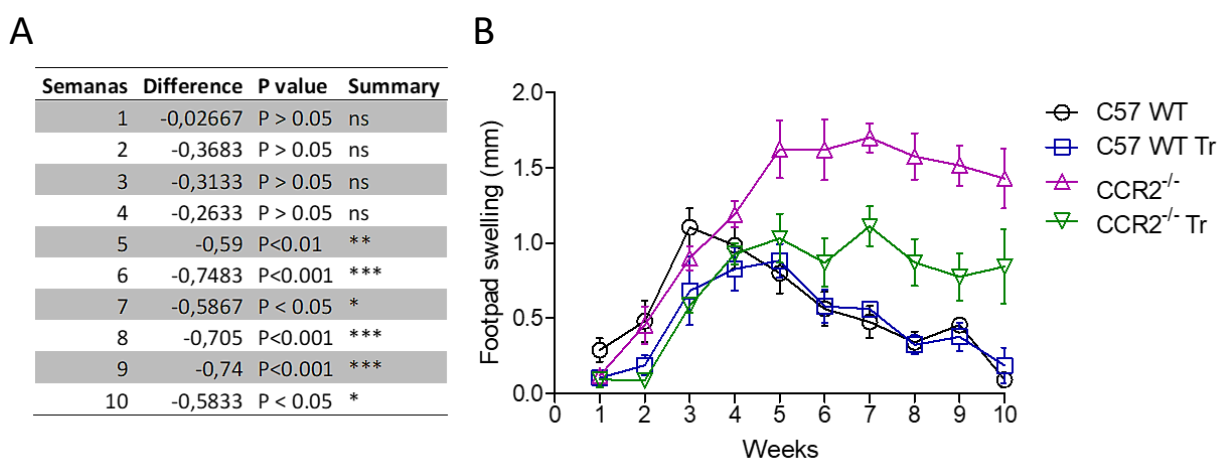 A
Semanas Difference P value Summary
1 -0,02667 P > 0.05 ns
2 -0,3683 P > 0.05 ns
3 -0,3133 P > 0.05 ns
4 -0,2633 P > 0.05 ns
5 -0,59 P<0.01 **
6 -0,7483 P<0.001 ***
7 -0,5867 P < 0.05 *
8 -0,705 P<0.001 ***
9 -0,74 P<0.001 ***
10 -0,5833 P < 0.05 *
B
Footpad swelling (mm)
2.0
1.5
1.0
0.5
0.0
0 1 2 3 4 5 6 7 8 9 10
Weeks
C57 WT
C57 WT Tr
CCR2-/-
CCR2-/- Tr